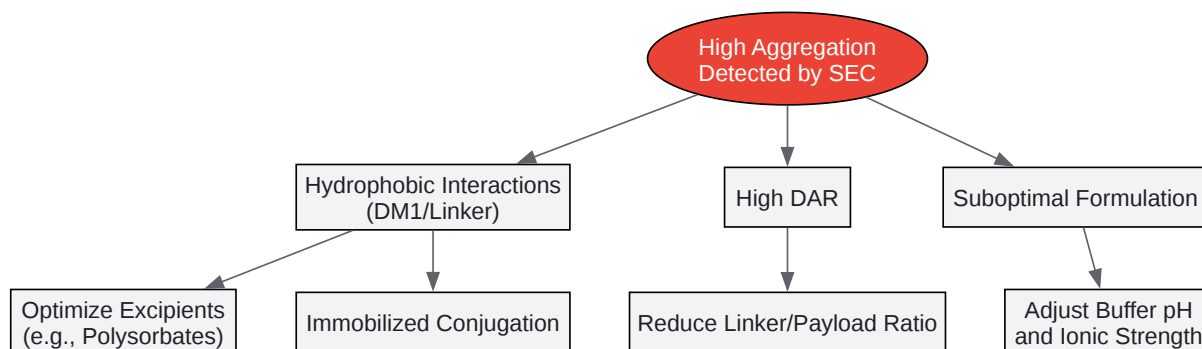 High Aggregation
Detected by SEC
Hydrophobic Interactions
(DM1/Linker)
High DAR
Suboptimal Formulation
Optimize Excipients
(e.g., Polysorbates)
Immobilized Conjugation
Reduce Linker/Payload Ratio
Adjust Buffer pH
and Ionic Strength